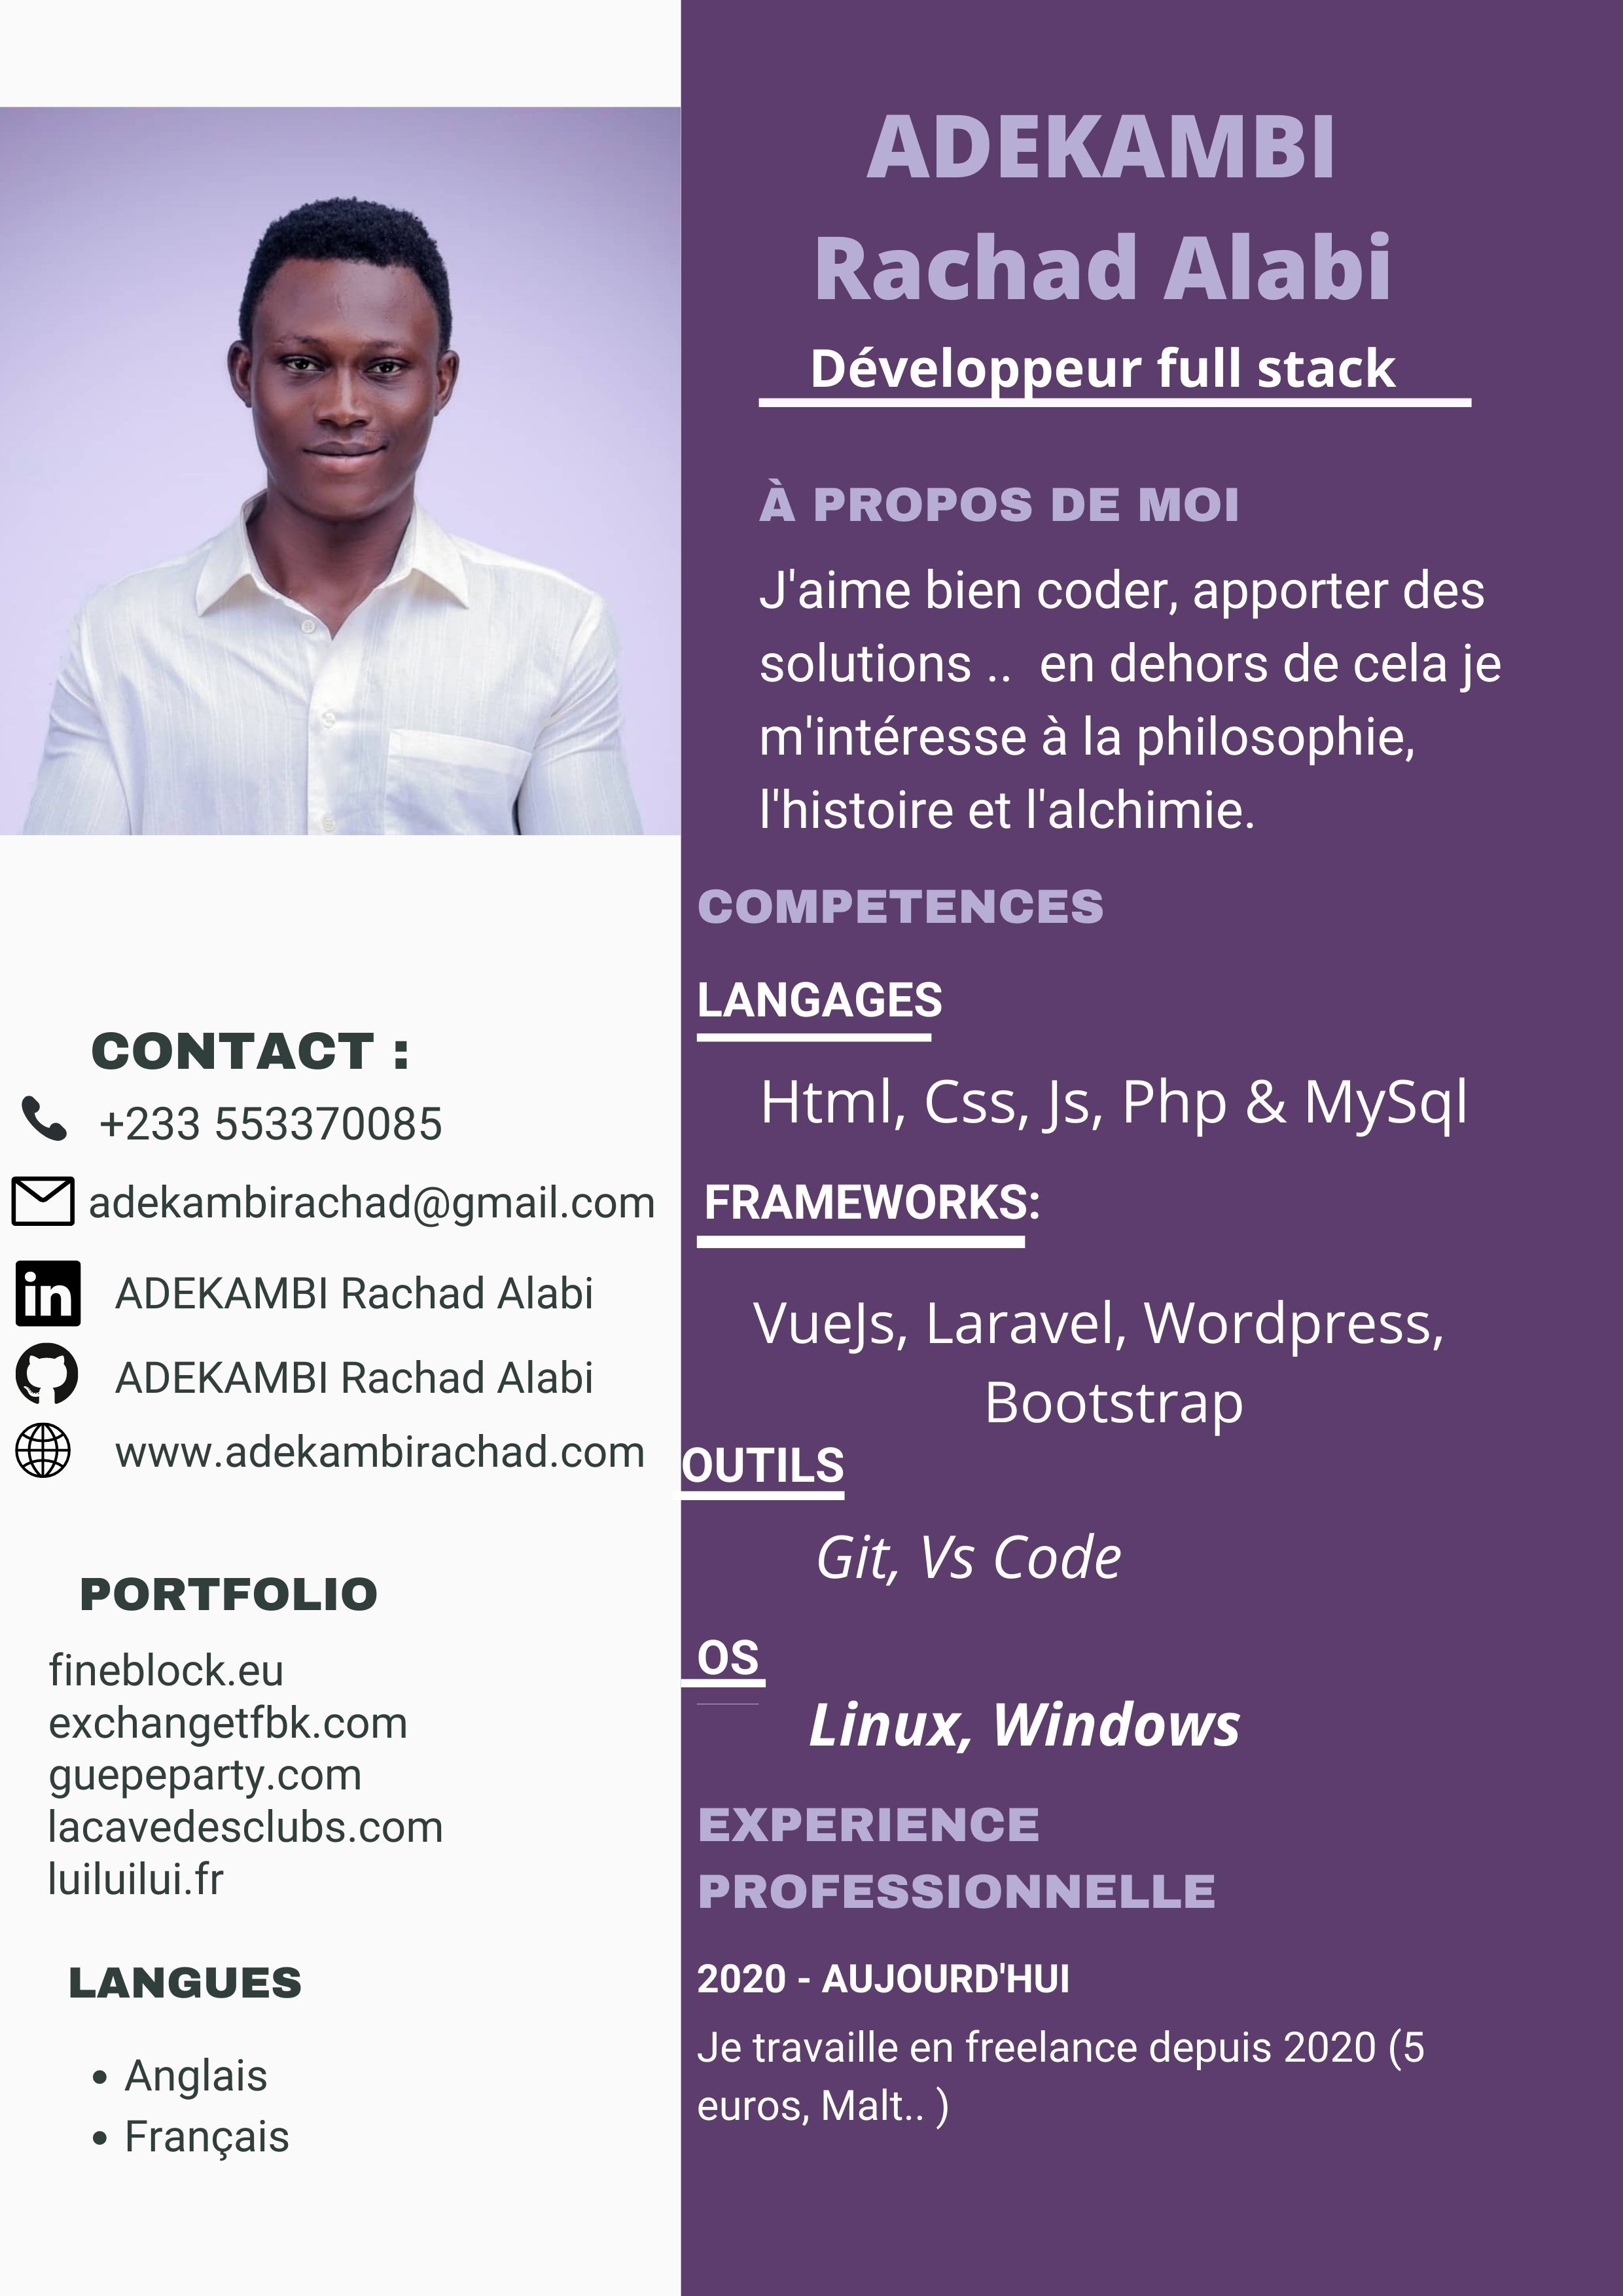 ADEKAMBI
Rachad Alabi
Développeur full stack
À PROPOS DE MOI
J'aime bien coder, apporter des
solutions ..  en dehors de cela je
m'intéresse à la philosophie,
l'histoire et l'alchimie.
COMPETENCES
LANGAGES
Html, Css, Js, Php & MySql
FRAMEWORKS:
VueJs, Laravel, Wordpress,
Bootstrap
OUTILS
Git, Vs Code
OS
Linux, Windows
EXPERIENCE
PROFESSIONNELLE
2020 - AUJOURD'HUI
Je travaille en freelance depuis 2020 (5
euros, Malt.. )
CONTACT :
+233 553370085
adekambirachad@gmail.com
in
ADEKAMBI Rachad Alabi
ADEKAMBI Rachad Alabi
www.adekambirachad.com
PORTFOLIO
fineblock.eu
exchangetfbk.com
guepeparty.com
lacavedesclubs.com
luiluilui.fr
LANGUES
• Anglais
• Français